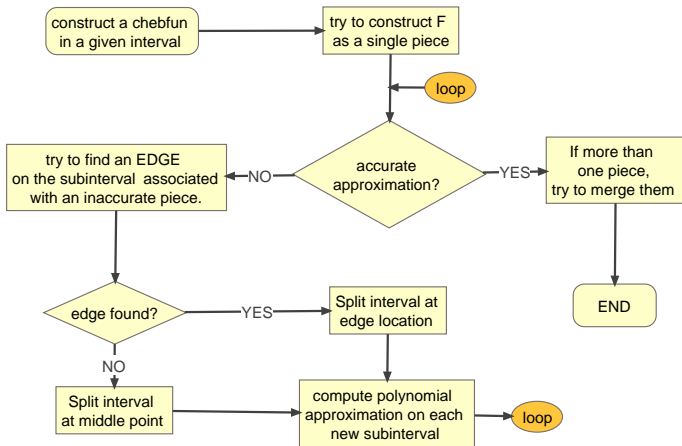 construct a chebfun
in a given interval
try to construct F
as a single piece
loop
try to find an EDGE
on the subinterval associated
with an inaccurate piece.
NO
accurate
approximation?
YES
If more than
one piece,
try to merge them
edge found?
YES
Split interval at
edge location
END
NO
Split interval
at middle point
compute polynomial
approximation on each
new subinterval
loop